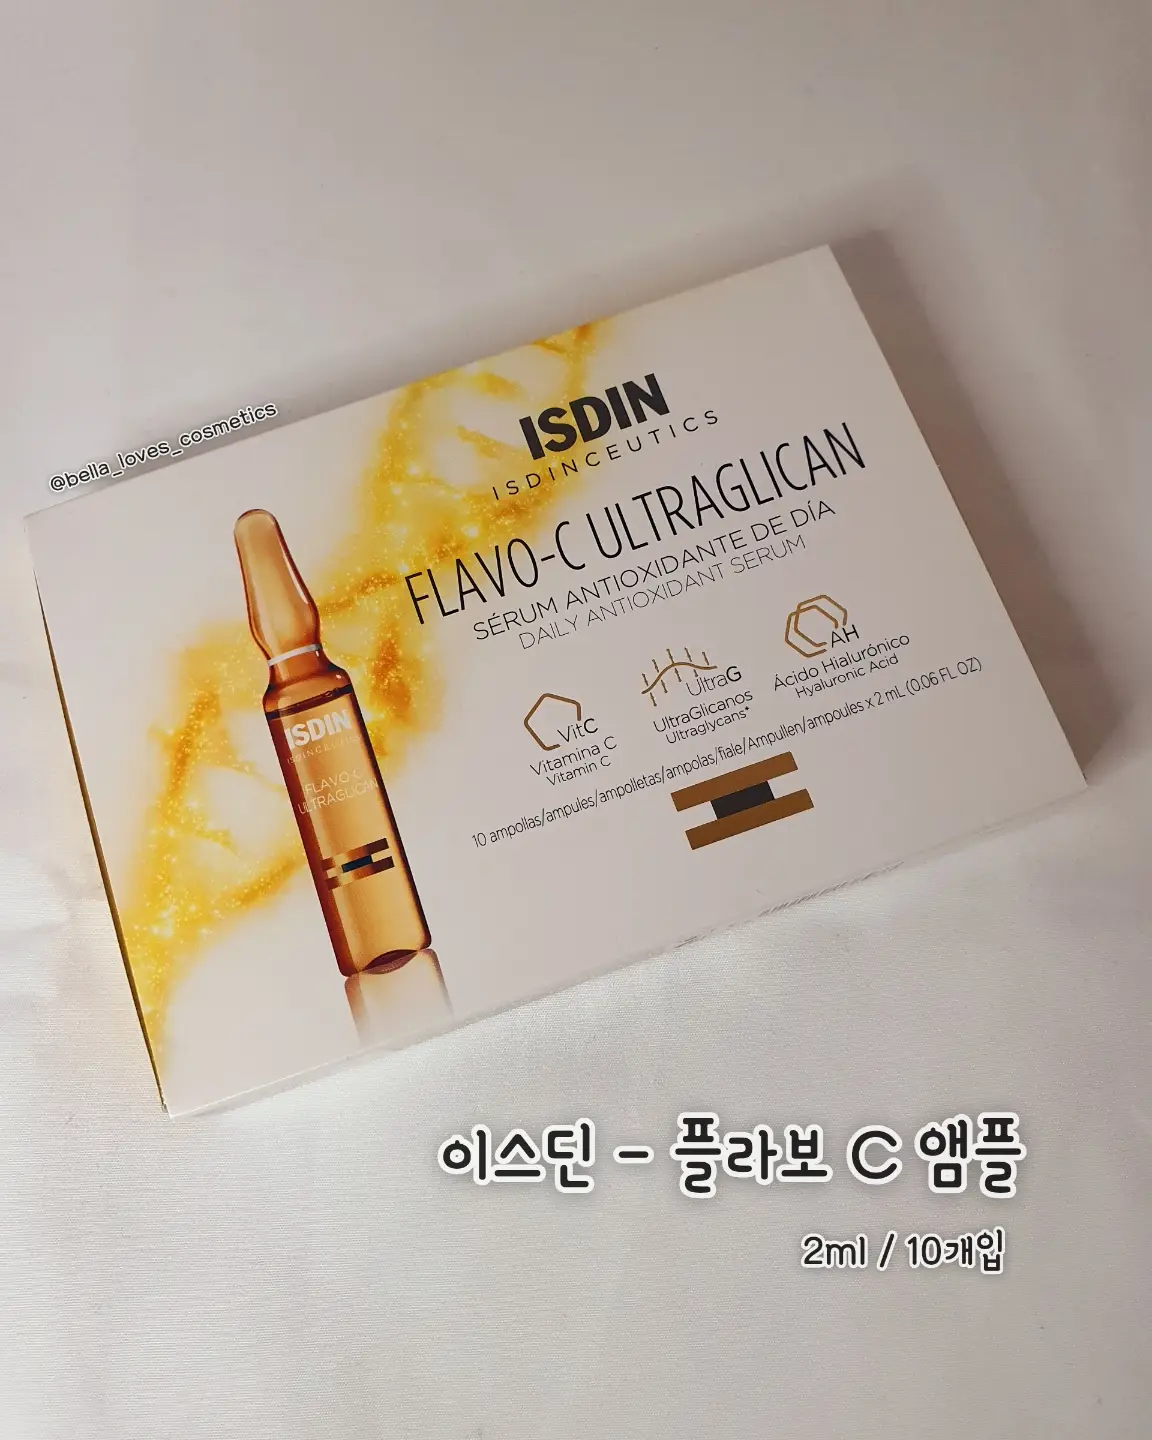 @bella_loves_cosmetics
ISDIN
ISDINCEUTICS
FLAVO-C ULTRAGLICAN
SÉRUM ANTIOXIDANTE DE DÍA
DAILY ANTIOXIDANT SERUM
VitC
Vitamina C
Vitamin C
UltraG
UltraGlicanos
Ultraglycans*
AH
Ácido Hialurónico
Hyaluronic Acid
10 ampollas/ampules/ampolletas/ampolas/fiale/Ampullen/ampoules x 2 mL (0.06 FL OZ)
ISDIN
ISDINCEUTICS
FLAVO-C
ULTRAGLICAN
이스딘 - 플라보 C 앰플
2ml / 10개입